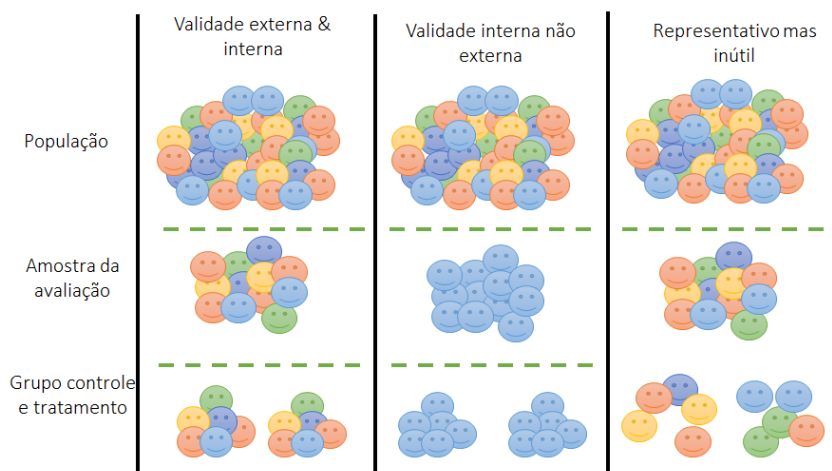 Validade externa &
interna
Validade interna não
externa
Representativo mas
inútil
População
Amostra da
avaliação
Grupo controle
e tratamento